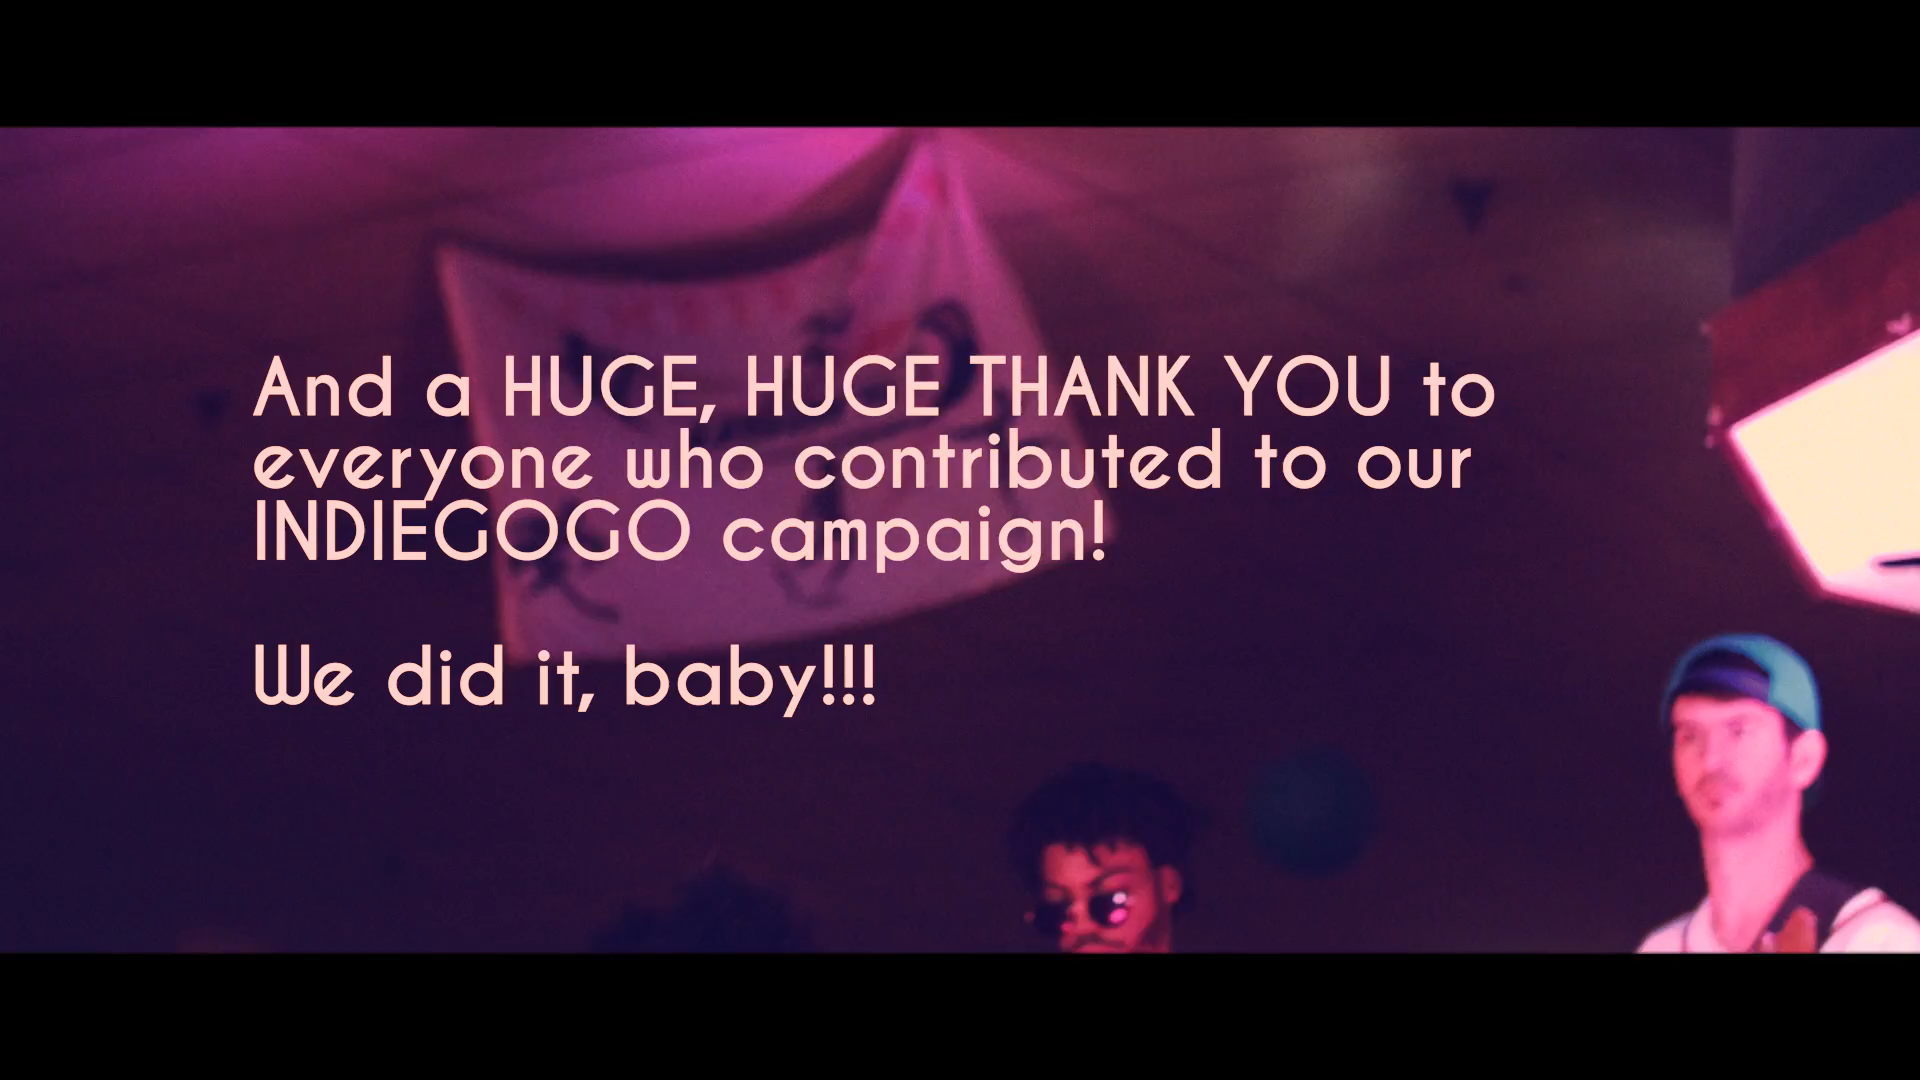 And a HUGE, HUGE THANK YOU to
everyone who contributed to our
INDIEGOGO campaign!
We did it, baby!!!